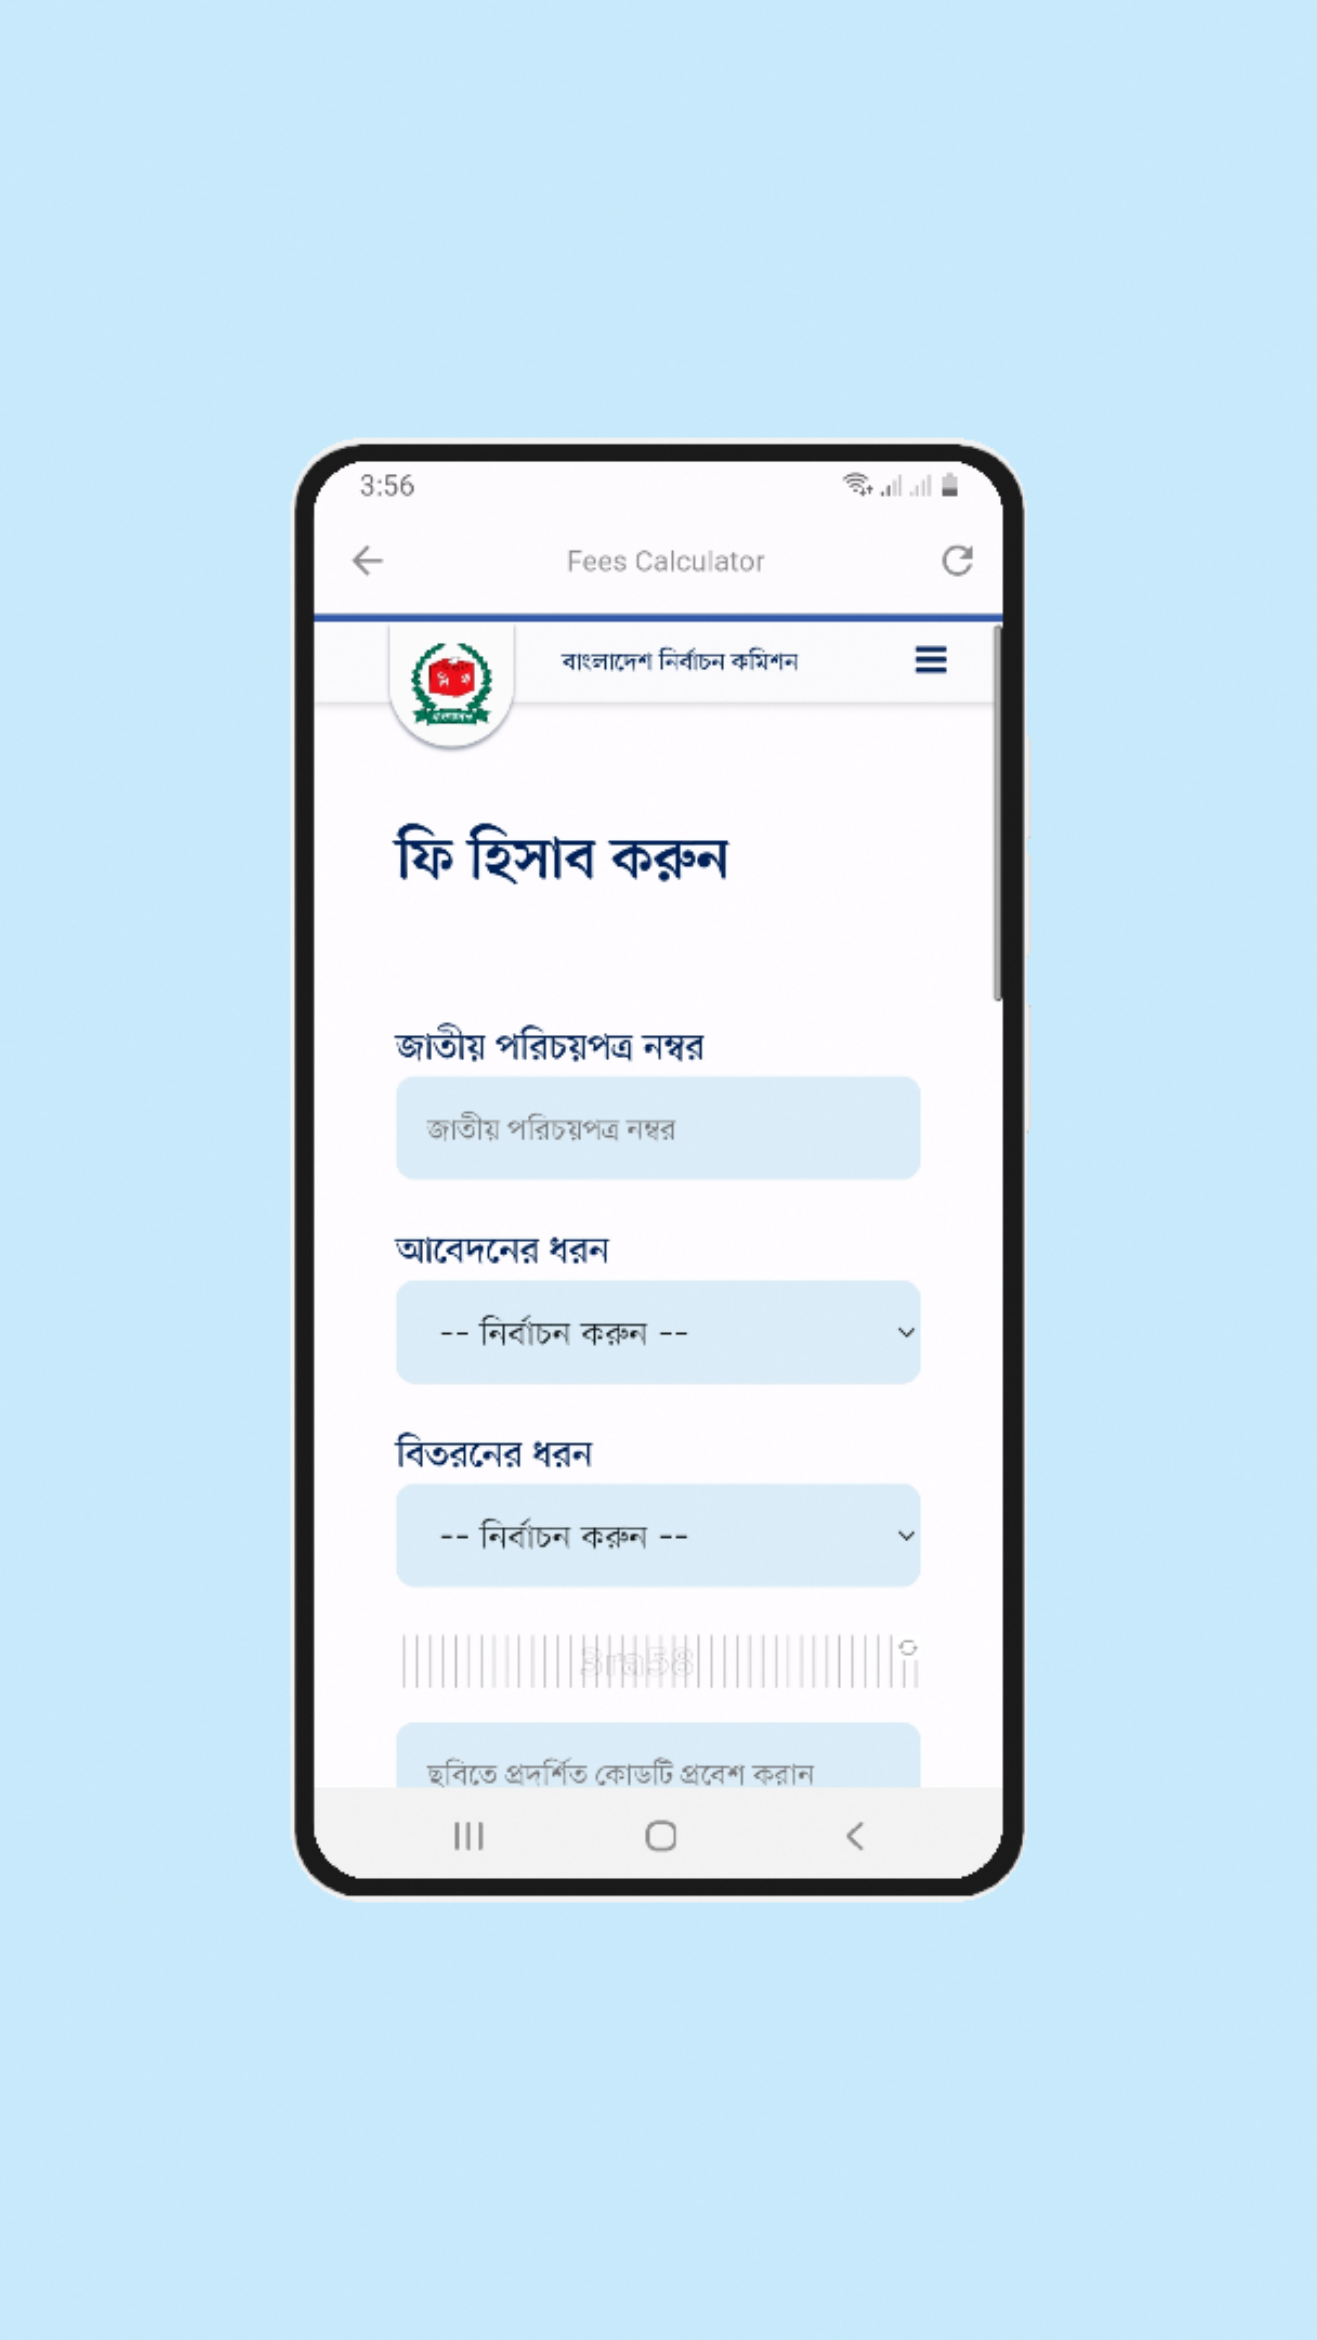 3:56
Fees Calculator
বাংলাদেশ নির্বাচন কমিশন
ফি হিসাব করুন
জাতীয় পরিচয়পত্র নম্বর
জাতীয় পরিচয়পত্র নম্বর
আবেদনের ধরন
-- নির্বাচন করুন --
বিতরনের ধরন
-- নির্বাচন করুন --
ছবিতে প্রদর্শিত কোডটি প্রবেশ করান